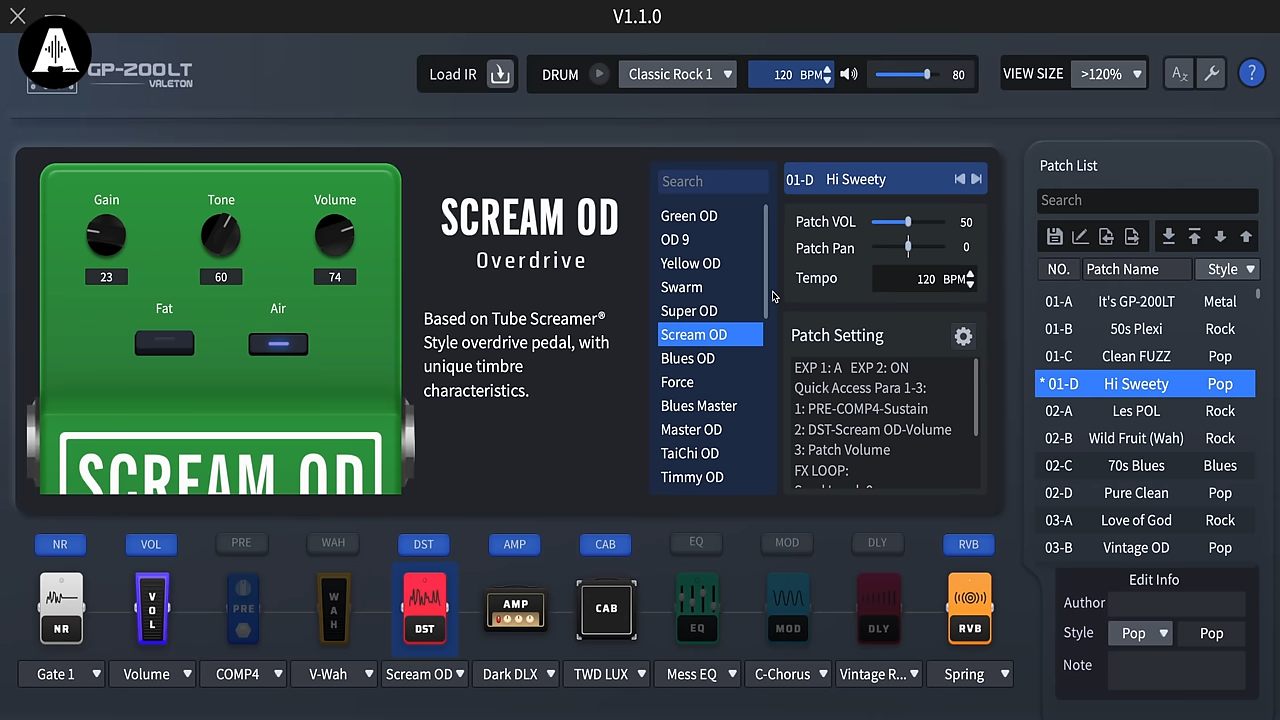 V1.1.0
A
GP-200LT
VALETON
Load IR
DRUM
Classic Rock 1
120 BPM
80
VIEW SIZE
>120%
Az
?
Gain
Tone
Volume
23
60
74
Fat
Air
SCREAM OD
SCREAM OD
Overdrive
Based on Tube Screamer®
Style overdrive pedal, with
unique timbre
characteristics.
Search
Green OD
OD 9
Yellow OD
Swarm
Super OD
Scream OD
Blues OD
Force
Blues Master
Master OD
TaiChi OD
Timmy OD
01-D Hi Sweety
Patch VOL 50
Patch Pan 0
Tempo 120 BPM
Patch Setting
EXP 1: A EXP 2: ON
Quick Access Para 1-3:
1: PRE-COMP4-Sustain
2: DST-Scream OD-Volume
3: Patch Volume
FX LOOP:
Patch List
Search
NO. Patch Name Style
01-A It's GP-200LT Metal
01-B 50s Plexi Rock
01-C Clean FUZZ Pop
* 01-D Hi Sweety Pop
02-A Les POL Rock
02-B Wild Fruit (Wah) Rock
02-C 70s Blues Blues
02-D Pure Clean Pop
03-A Love of God Rock
03-B Vintage OD Pop
Edit Info
Author
Style Pop Pop
Note
NR VOL PRE WAH DST AMP CAB EQ MOD DLY RVB
NR VOL PRE WAH DST AMP CAB EQ MOD DLY RVB
Gate 1 Volume COMP4 V-Wah Scream OD Dark DLX TWD LUX Mess EQ C-Chorus Vintage R... Spring